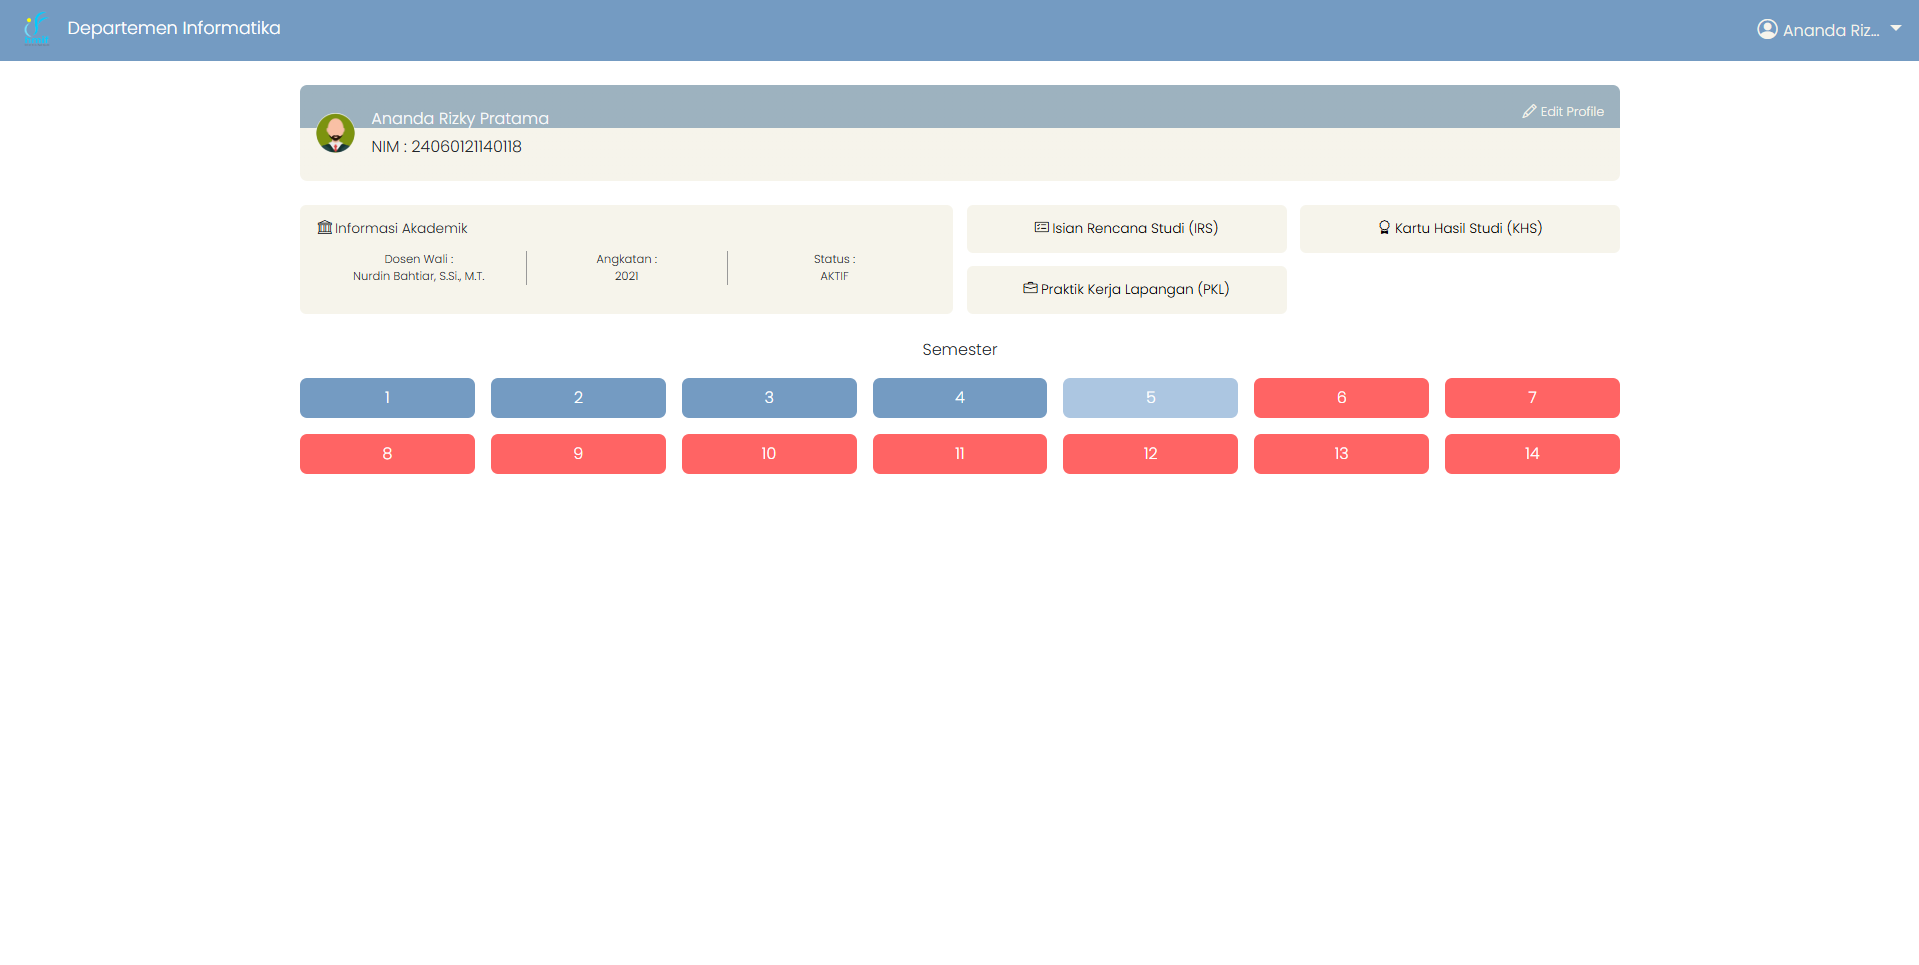 Departemen Informatika
Ananda Riz...
Ananda Rizky Pratama
Edit Profile
NIM : 24060121140118
Informasi Akademik
Dosen Wali :
Nurdin Bahtiar, S.Si., M.T.
Angkatan :
2021
Status :
AKTIF
Isian Rencana Studi (IRS)
Kartu Hasil Studi (KHS)
Praktik Kerja Lapangan (PKL)
Semester
1
2
3
4
5
6
7
8
9
10
11
12
13
14